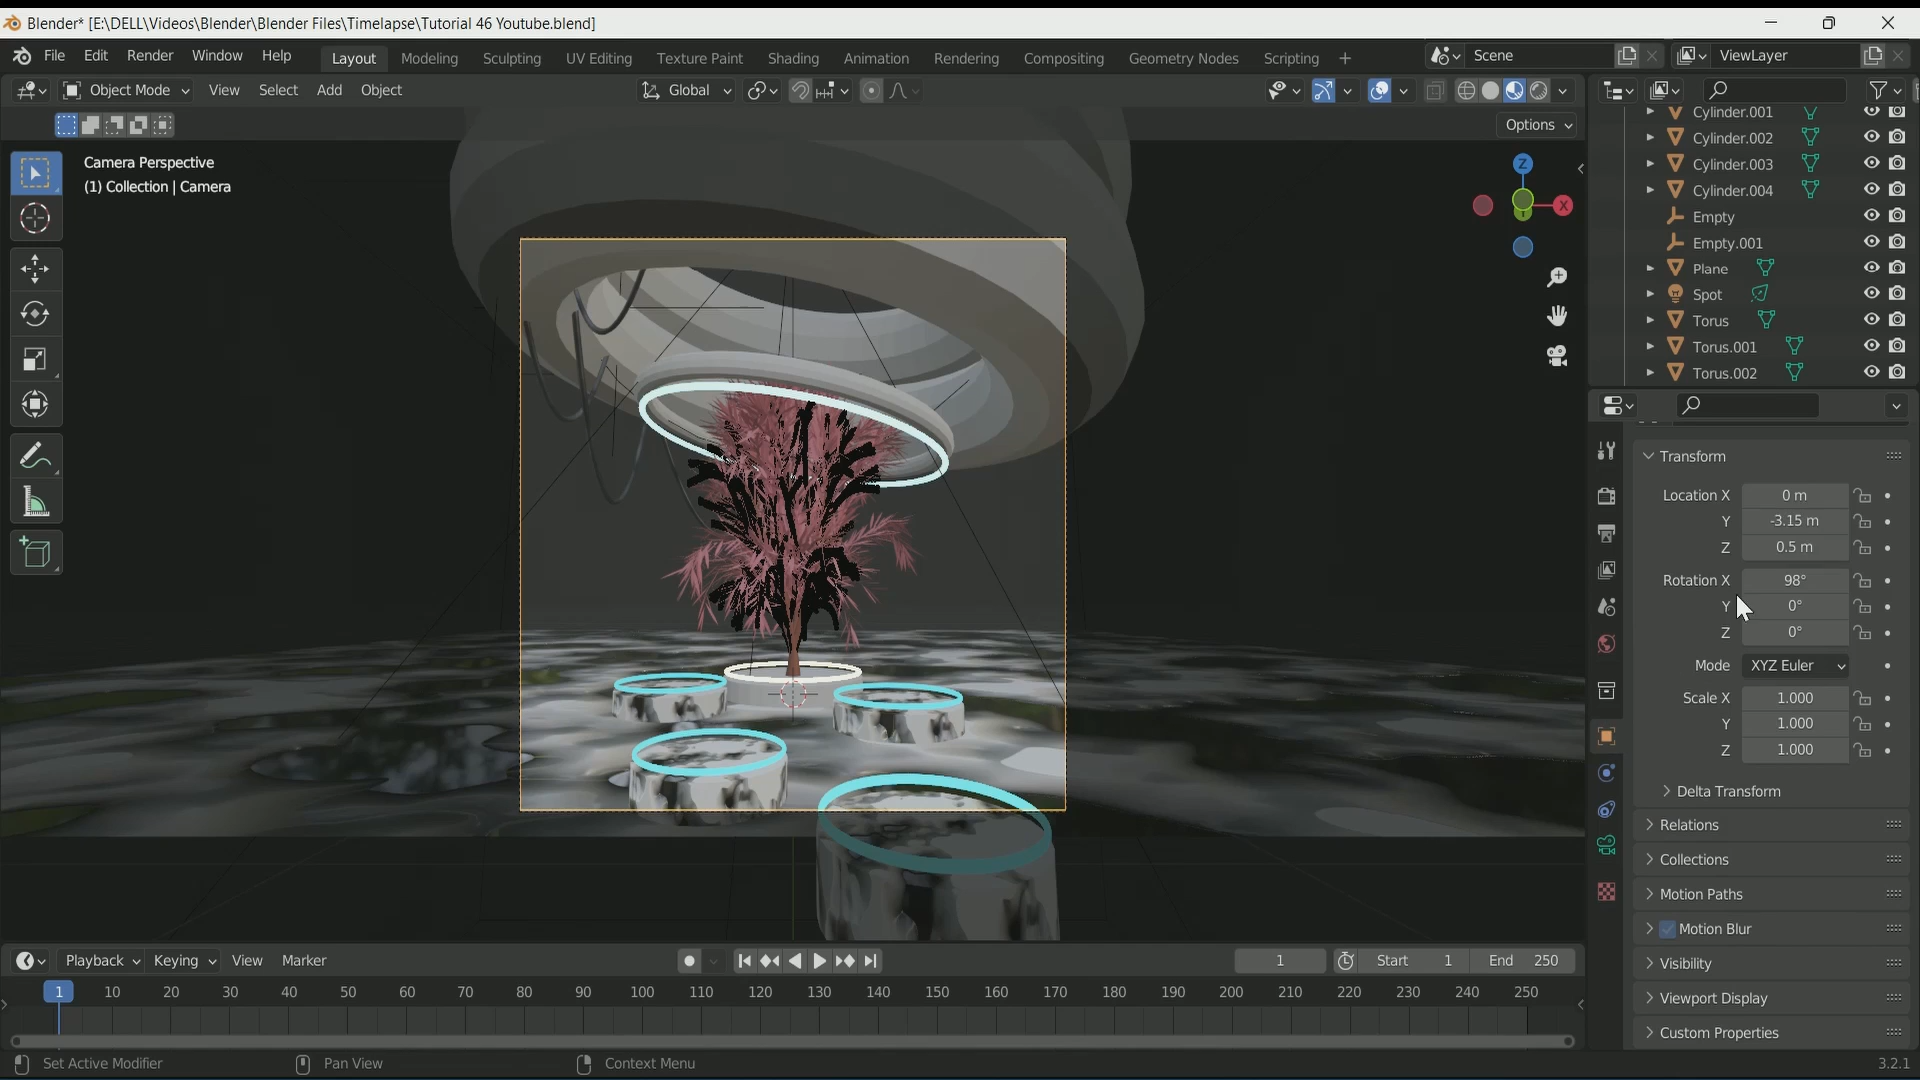 Blender* [E:\DELL\Videos\Blender\Blender Files\Timelapse\Tutorial 46 Youtube.blend]
File Edit Render Window Help Layout Modeling Sculpting UV Editing Texture Paint Shading Animation Rendering Compositing Geometry Nodes Scripting + Scene ViewLayer
Object Mode View Select Add Object Global
Options
Camera Perspective
(1) Collection | Camera
Z
X
Cylinder.001
Cylinder.002
Cylinder.003
Cylinder.004
Empty
Empty.001
Plane
Spot
Torus
Torus.001
Torus.002
Transform
Location X 0 m
Y -3.15 m
Z 0.5 m
Rotation X 98°
Y 0°
Z 0°
Mode XYZ Euler
Scale X 1.000
Y 1.000
Z 1.000
Delta Transform
Relations
Collections
Motion Paths
Motion Blur
Visibility
Viewport Display
Custom Properties
Playback Keying View Marker 1 Start 1 End 250
1 10 20 30 40 50 60 70 80 90 100 110 120 130 140 150 160 170 180 190 200 210 220 230 240 250
Set Active Modifier Pan View Context Menu 3.2.1